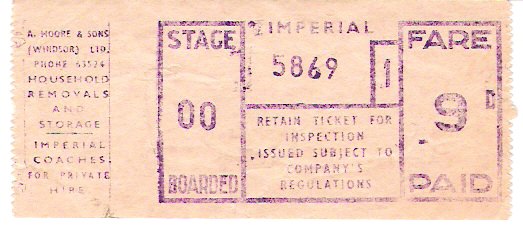 A. MOORE & SONS
(WINDSOR) LTD.
PHONE 63524
HOUSEHOLD
REMOVALS
AND
STORAGE
IMPERIAL
COACHES
FOR PRIVATE
HIRE
STAGE
00
BOARDED
IMPERIAL
5869
1
RETAIN TICKET FOR
INSPECTION
ISSUED SUBJECT TO
COMPANY'S
REGULATIONS
FARE
9D
PAID